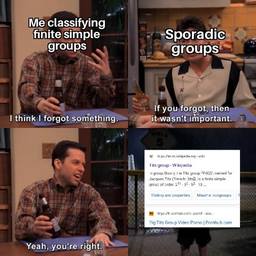 Me classifying
finite simple
groups
I think I forgot something.
Sporadic
groups
If you forgot, then
it wasn't important.
Yeah, you're right.
Tits group - Wikipedia